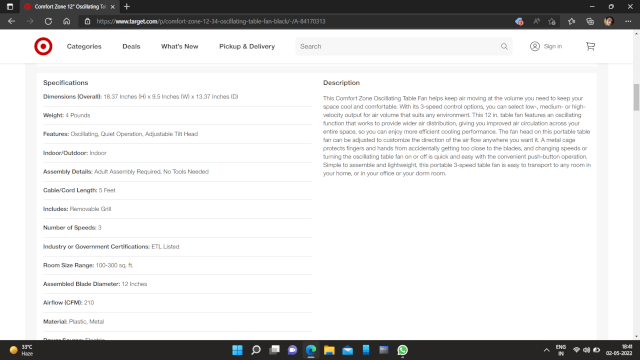 Comfort Zone 12" Oscillating Tab
https://www.target.com/p/comfort-zone-12-34-oscillating-table-fan-black/-/A-84170313
Categories
Deals
What's New
Pickup & Delivery
Search
Sign in
Specifications
Dimensions (Overall): 18.37 Inches (H) x 9.5 Inches (W) x 13.37 Inches (D)
Weight: 4 Pounds
Features: Oscillating, Quiet Operation, Adjustable Tilt Head
Indoor/Outdoor: Indoor
Assembly Details: Adult Assembly Required, No Tools Needed
Cable/Cord Length: 5 Feet
Includes: Removable Grill
Number of Speeds: 3
Industry or Government Certifications: ETL Listed
Room Size Range: 100-300 sq. ft.
Assembled Blade Diameter: 12 Inches
Airflow (CFM): 210
Material: Plastic, Metal
Description
This Comfort Zone Oscillating Table Fan helps keep air moving at the volume you need to keep your
space cool and comfortable. With its 3-speed control options, you can select low-, medium- or high-
velocity output for air volume that suits any environment. This 12 in. table fan features an oscillating
function that works to provide wider air distribution, giving you improved air circulation across your
entire space, so you can enjoy more efficient cooling performance. The fan head on this portable table
fan can be adjusted to customize the direction of the air flow anywhere you want it. A metal cage
protects fingers and hands from accidentally getting too close to the blades, and changing speeds or
turning the oscillating table fan on or off is quick and easy with the convenient push-button operation.
Simple to assemble and lightweight, this portable 3-speed table fan is easy to transport to any room in
your home, or in your office or your dorm room.
33°C
Haze
ENG
IN
18:41
02-05-2022